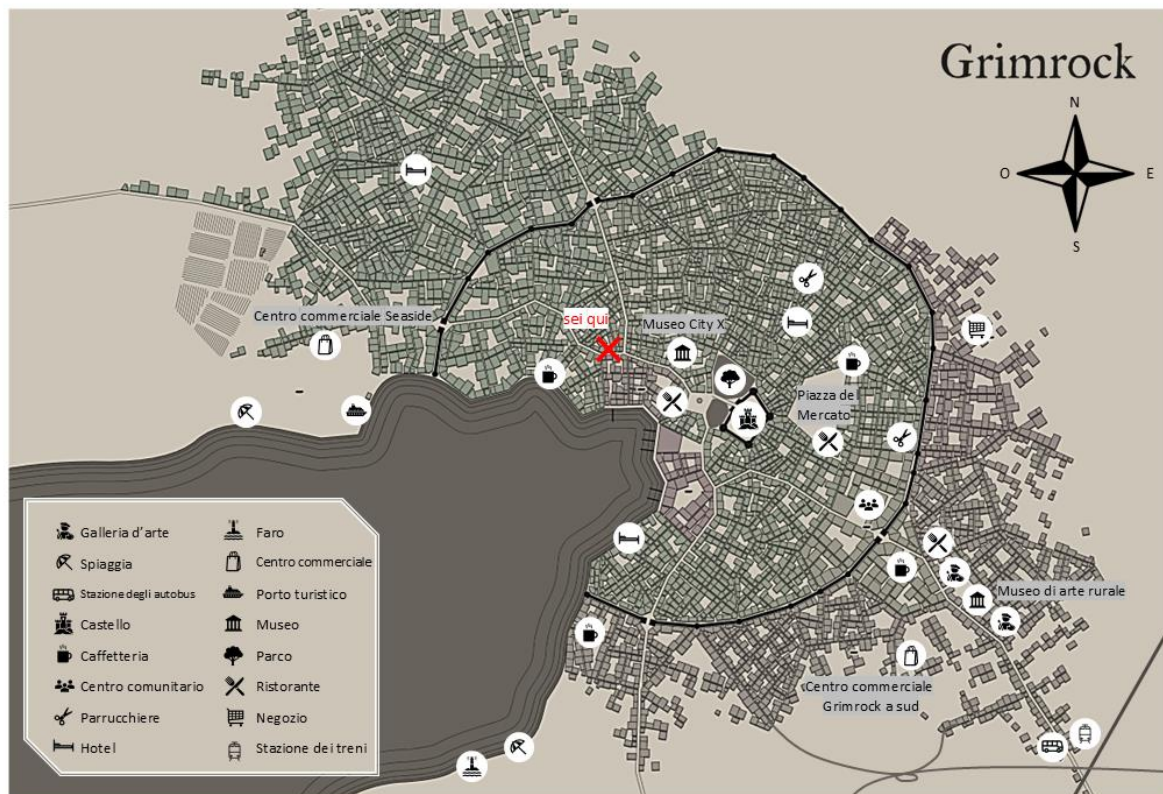 Grimrock
N
O
E
S
Centro commerciale Seaside
sei qui
Museo City X
Piazza del
Mercato
Museo di arte rurale
Centro commerciale
Grimrock a sud
Galleria d'arte
Spiaggia
Stazione degli autobus
Castello
Caffetteria
Centro comunitario
Parrucchiere
Hotel
Faro
Centro commerciale
Porto turistico
Museo
Parco
Ristorante
Negozio
Stazione dei treni